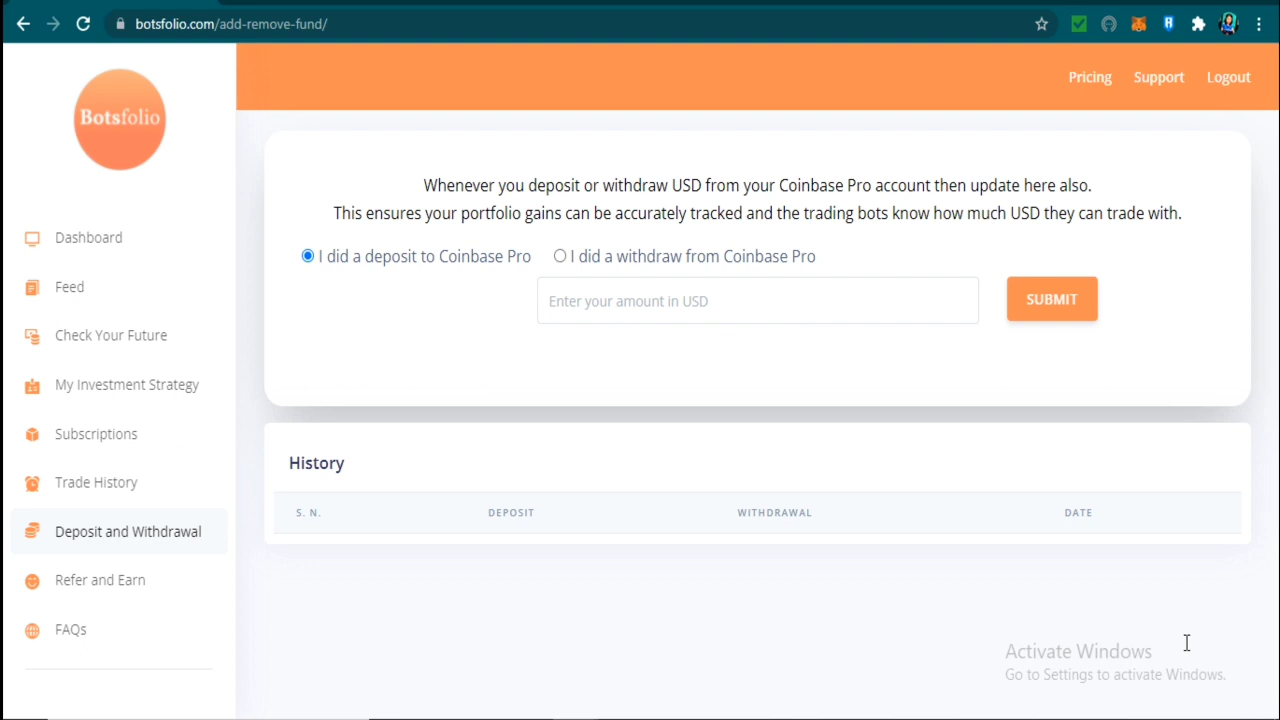 botsfolio.com/add-remove-fund/
Pricing Support Logout
Botsfolio
Dashboard
Feed
Check Your Future
My Investment Strategy
Subscriptions
Trade History
Deposit and Withdrawal
Refer and Earn
FAQs
Whenever you deposit or withdraw USD from your Coinbase Pro account then update here also.
This ensures your portfolio gains can be accurately tracked and the trading bots know how much USD they can trade with.
I did a deposit to Coinbase Pro I did a withdraw from Coinbase Pro
Enter your amount in USD SUBMIT
History
S. N. DEPOSIT WITHDRAWAL DATE
Activate Windows
Go to Settings to activate Windows.